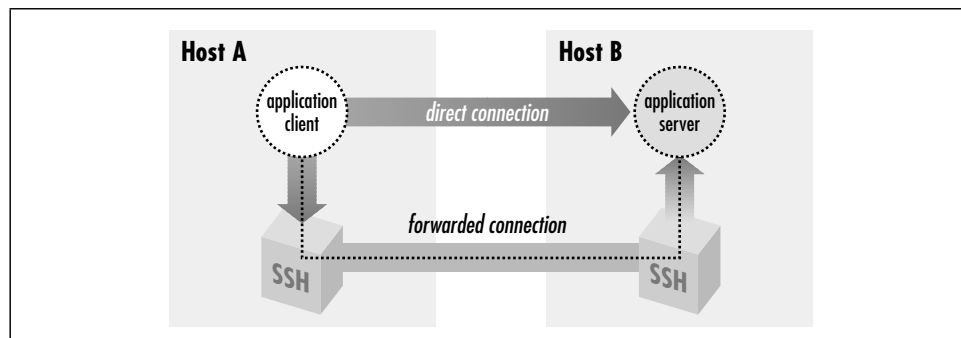 Host A
Host B
application
client
direct connection
application
server
forwarded connection
SSH
SSH